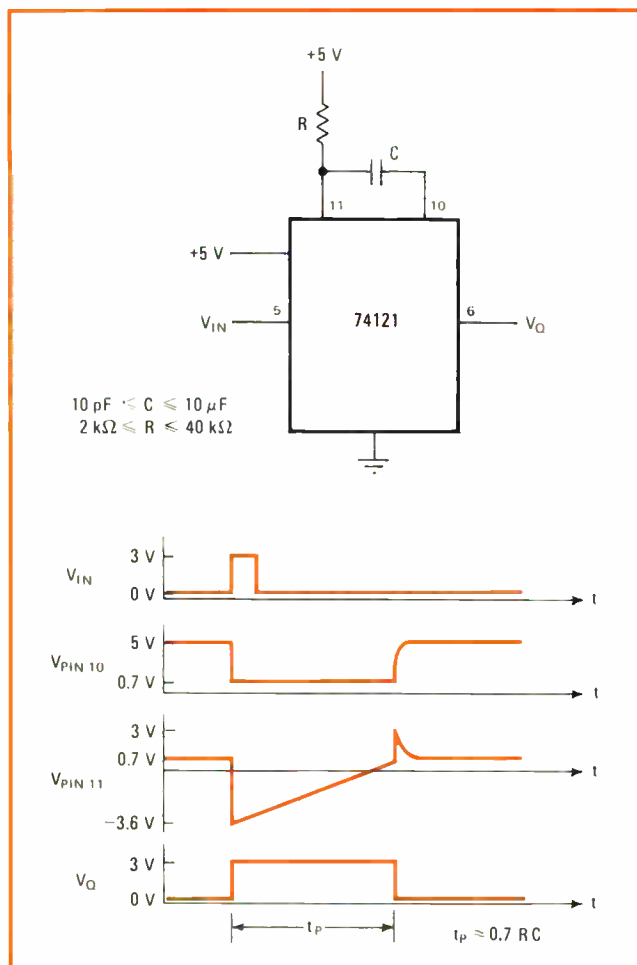 +5 V
R
C
11
10
+5 V
V_IN
5
74121
6
V_Q
10 pF ≤ C ≤ 10 μF
2 kΩ ≤ R ≤ 40 kΩ
V_IN
3 V
0 V
t
V_PIN 10
5 V
0.7 V
t
V_PIN 11
3 V
0.7 V
−3.6 V
t
V_Q
3 V
0 V
t
t_P
t_P ≈ 0.7 R C